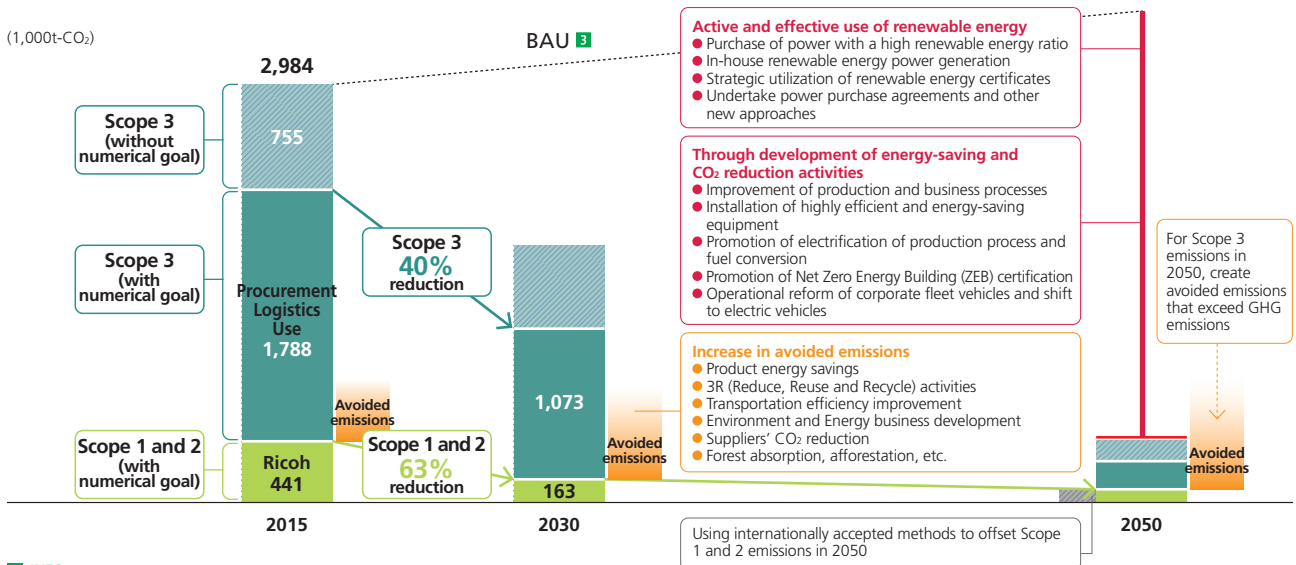 (1,000t-CO₂)
2,984
BAU 3
Scope 3
(without
numerical goal)
755
Scope 3
(with
numerical goal)
Procurement
Logistics
Use
1,788
Scope 1 and 2
(with
numerical goal)
Ricoh
441
Avoided
emissions
Scope 3
40%
reduction
Scope 1 and 2
63%
reduction
1,073
163
Avoided
emissions
Active and effective use of renewable energy
● Purchase of power with a high renewable energy ratio
● In-house renewable energy power generation
● Strategic utilization of renewable energy certificates
● Undertake power purchase agreements and other
new approaches
Through development of energy-saving and
CO₂ reduction activities
● Improvement of production and business processes
● Installation of highly efficient and energy-saving
equipment
● Promotion of electrification of production process and
fuel conversion
● Promotion of Net Zero Energy Building (ZEB) certification
● Operational reform of corporate fleet vehicles and shift
to electric vehicles
Increase in avoided emissions
● Product energy savings
● 3R (Reduce, Reuse and Recycle) activities
● Transportation efficiency improvement
● Environment and Energy business development
● Suppliers' CO₂ reduction
● Forest absorption, afforestation, etc.
For Scope 3
emissions in
2050, create
avoided emissions
that exceed GHG
emissions
Avoided
emissions
2015
2030
2050
Using internationally accepted methods to offset Scope
1 and 2 emissions in 2050